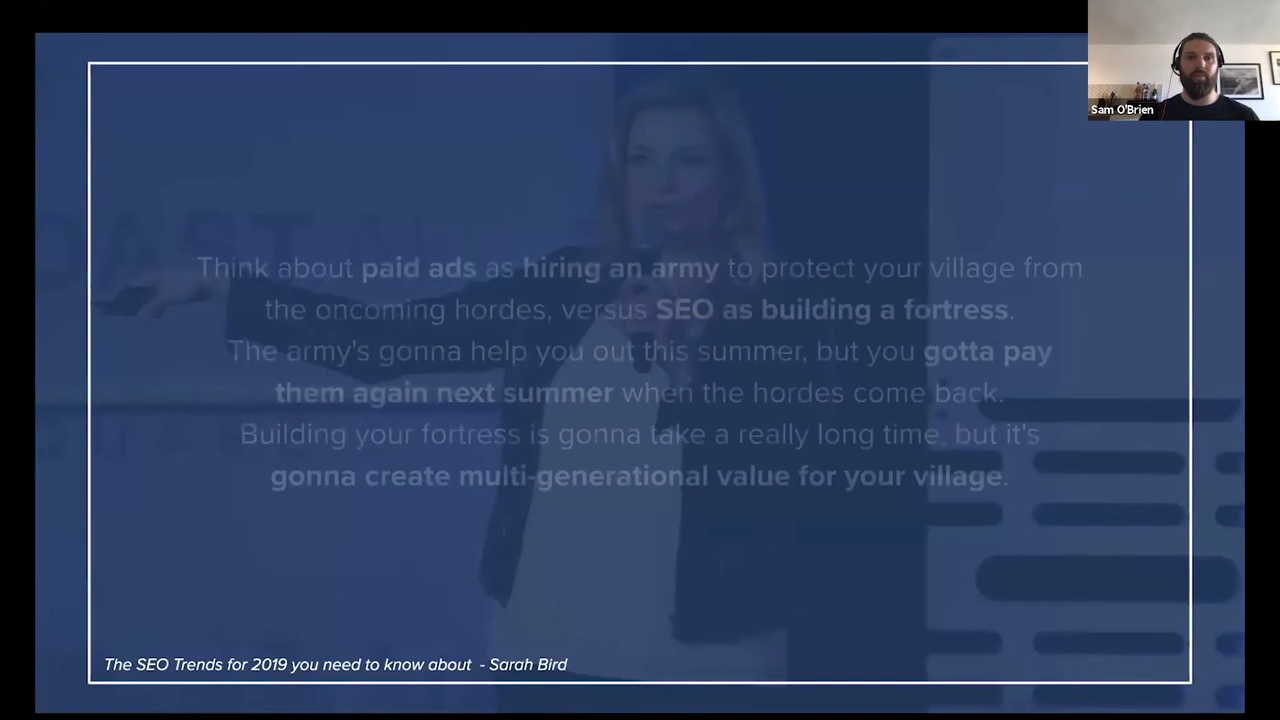 Sam O'Brien
Think about paid ads as hiring an army to protect your village from
the oncoming hordes, versus SEO as building a fortress.
The army's gonna help you out this summer, but you gotta pay
them again next summer when the hordes come back.
Building your fortress is gonna take a really long time, but it's
gonna create multi-generational value for your village.
The SEO Trends for 2019 you need to know about - Sarah Bird